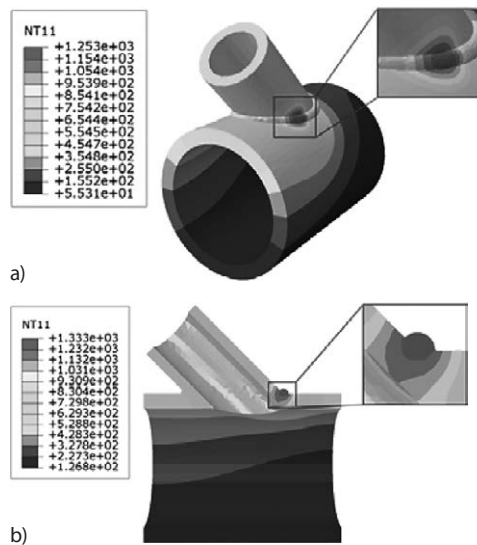 NT11
+1.253e+03
+1.154e+03
+1.054e+03
+9.539e+02
+8.541e+02
+7.542e+02
+6.544e+02
+5.545e+02
+4.547e+02
+3.548e+02
+2.550e+02
+1.552e+02
+5.531e+01
a)
NT11
+1.333e+03
+1.232e+03
+1.132e+03
+1.031e+03
+9.309e+02
+8.304e+02
+7.298e+02
+6.293e+02
+5.288e+02
+4.283e+02
+3.278e+02
+2.273e+02
+1.268e+02
b)